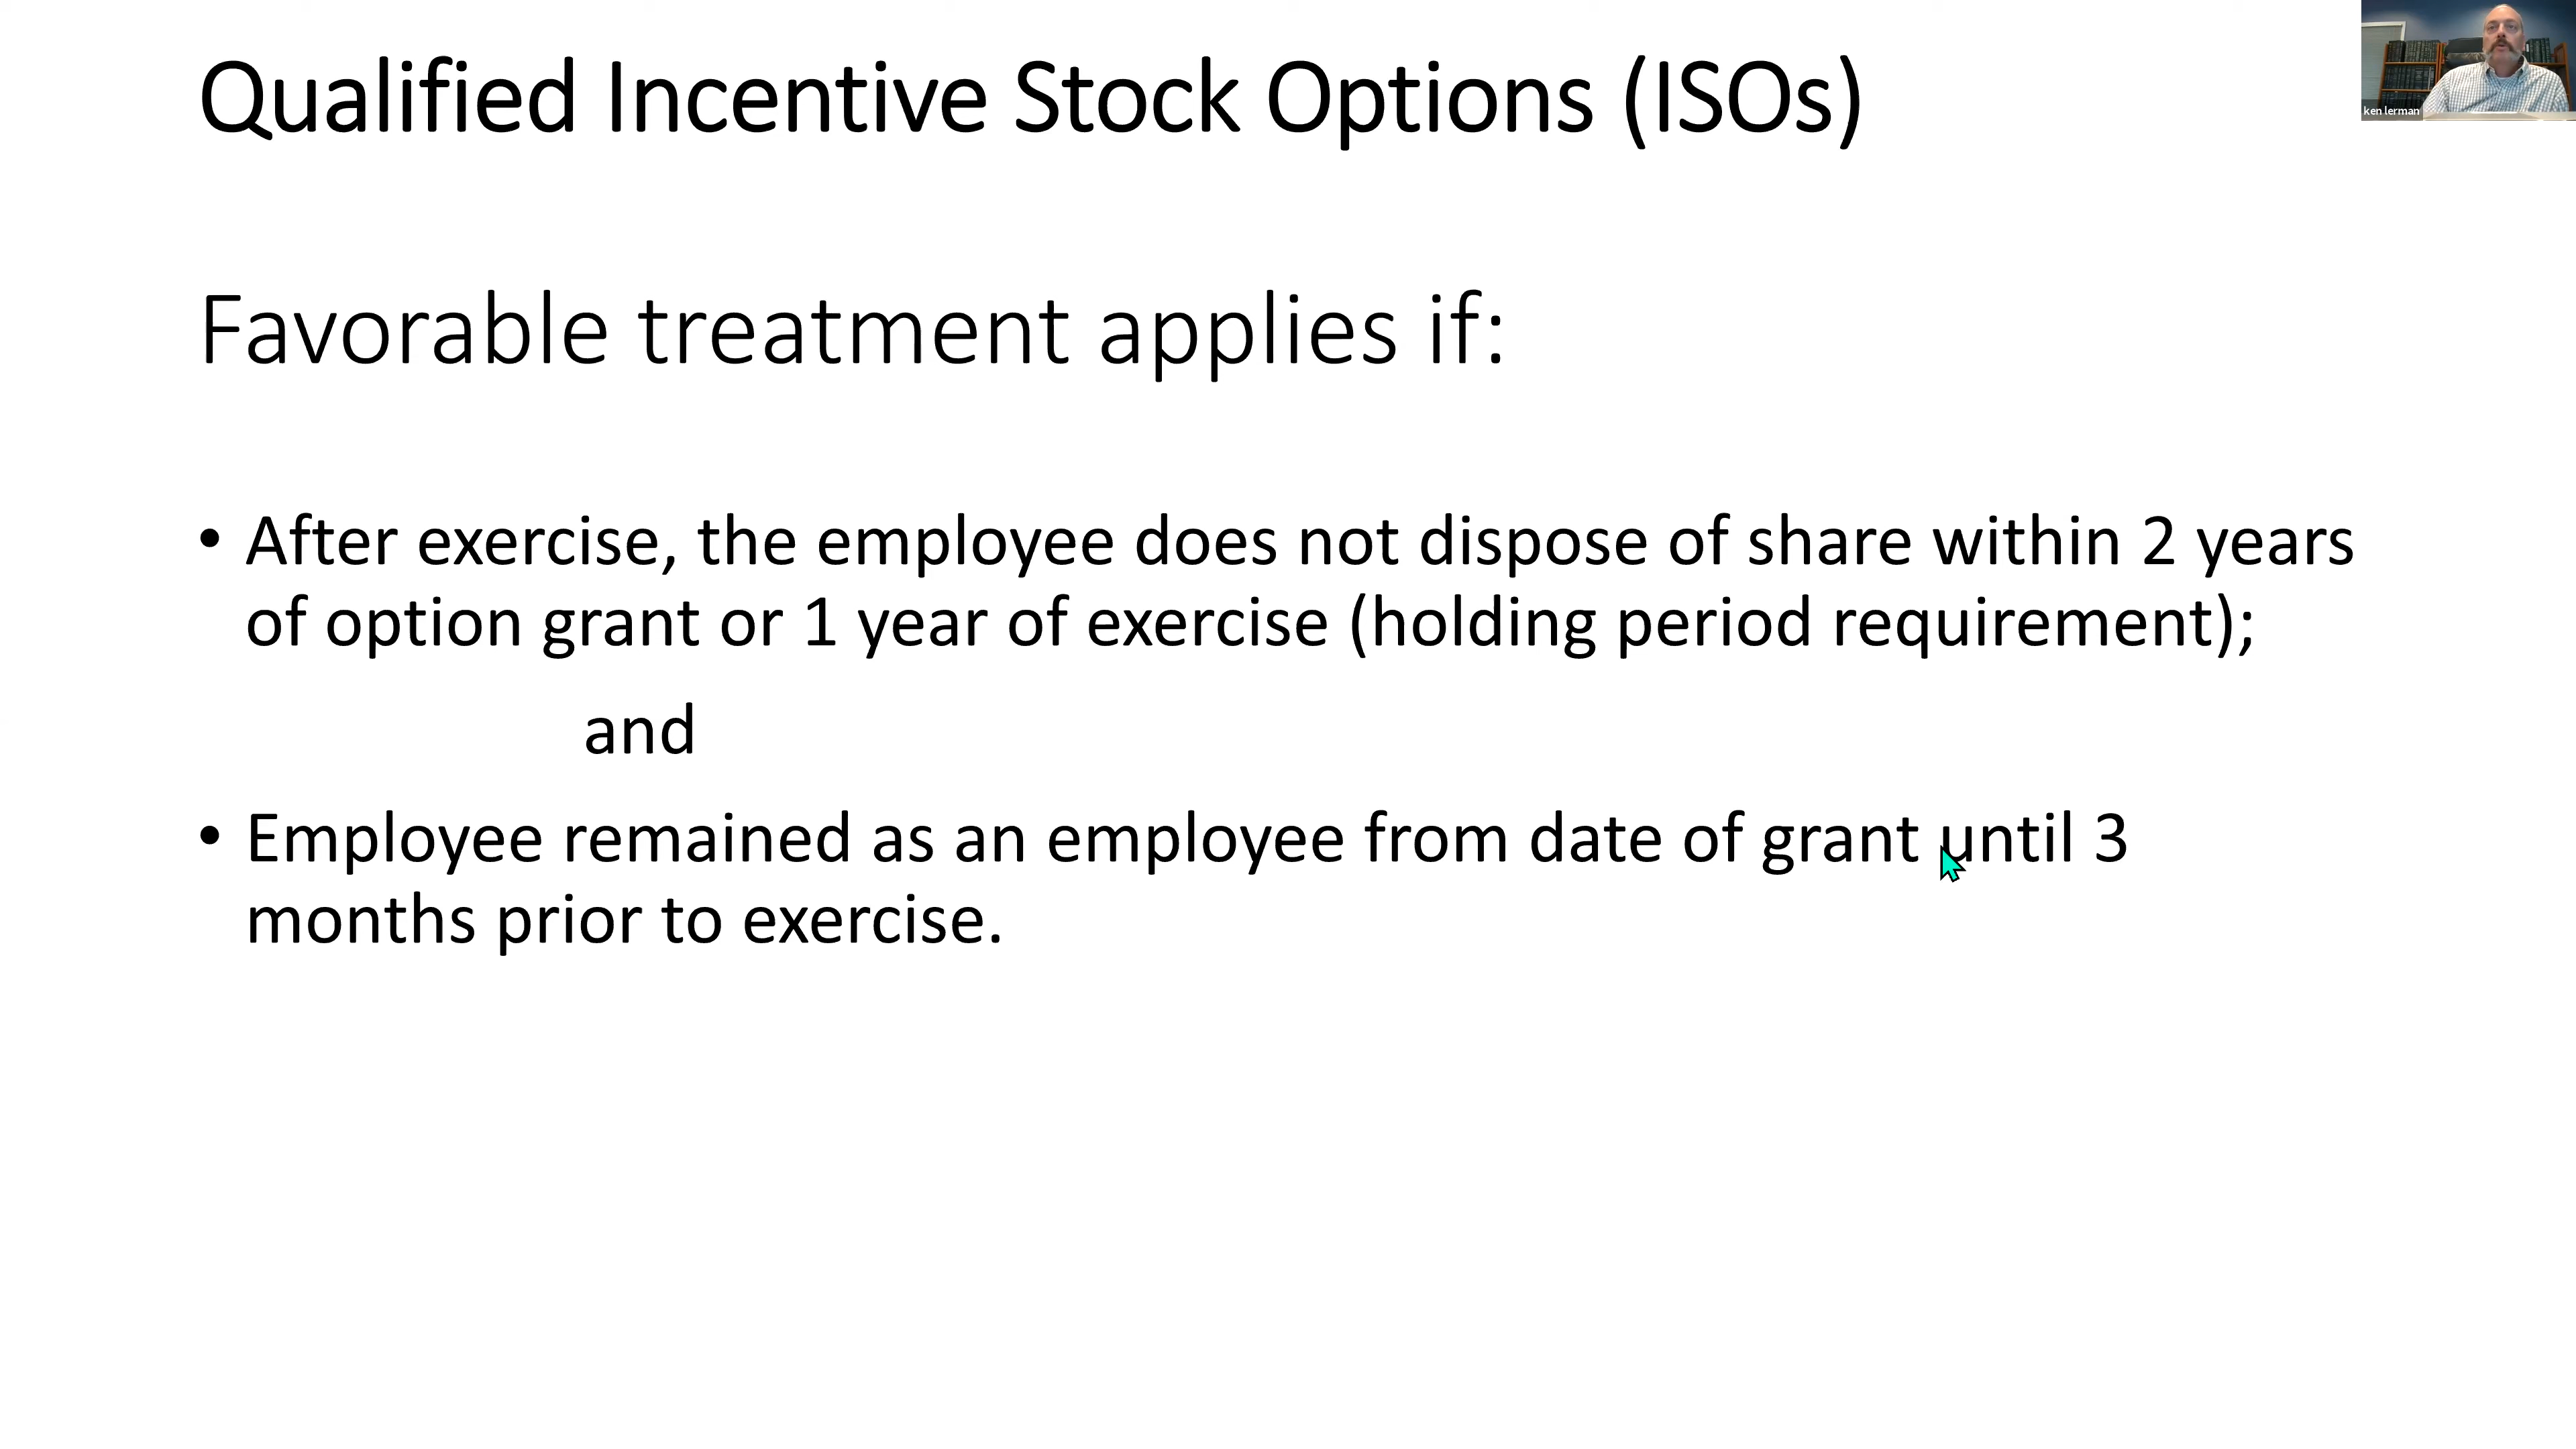 Qualified Incentive Stock Options (ISOs)
ken lerman
Favorable treatment applies if:
• After exercise, the employee does not dispose of share within 2 years
of option grant or 1 year of exercise (holding period requirement);
and
• Employee remained as an employee from date of grant until 3
months prior to exercise.